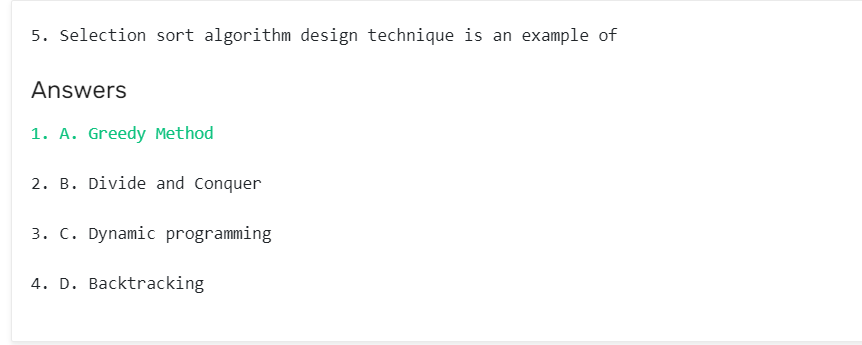 5. Selection sort algorithm design technique is an example of
Answers
1. A. Greedy Method
2. B. Divide and Conquer
3. C. Dynamic programming
4. D. Backtracking